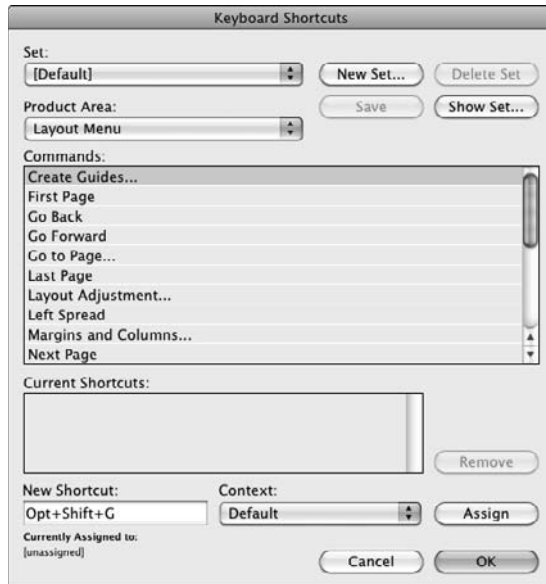 Keyboard Shortcuts
Set:
[Default]
New Set...
Delete Set
Product Area:
Save
Show Set...
Layout Menu
Commands:
Create Guides...
First Page
Go Back
Go Forward
Go to Page...
Last Page
Layout Adjustment...
Left Spread
Margins and Columns...
Next Page
Current Shortcuts:
Remove
New Shortcut:
Context:
Opt+Shift+G
Default
Assign
Currently Assigned to:
[unassigned]
Cancel
OK